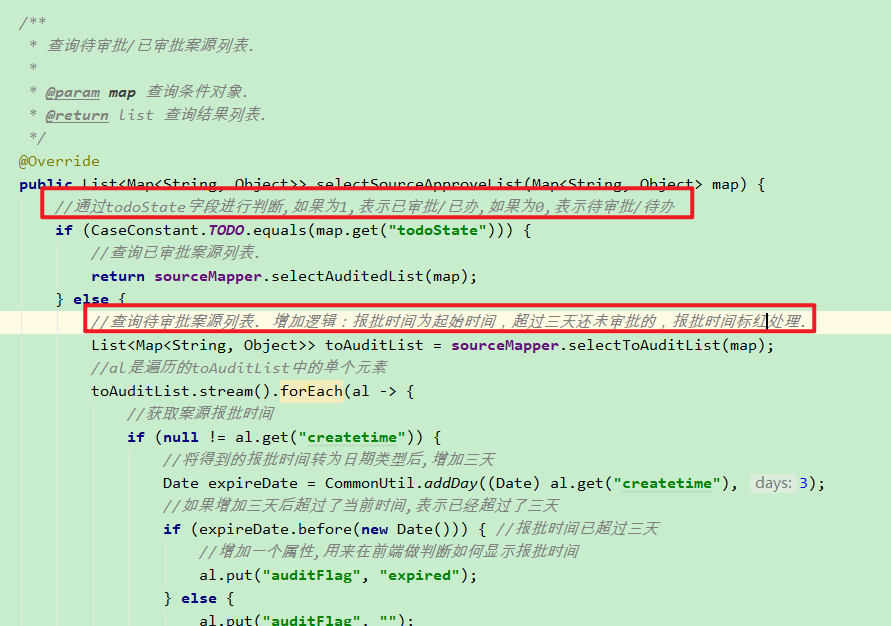 /**
 * 查询待审批/已审批案源列表.
 *
 * @param map 查询条件对象.
 * @return list 查询结果列表.
 */
@Override
public List<Map<String, Object>> selectSourceApproveList(Map<String, Object> map) {
    //通过todoState字段进行判断,如果为1,表示已审批/已办,如果为0,表示待审批/待办
    if (CaseConstant.TODO.equals(map.get("todoState"))) {
        //查询已审批案源列表.
        return sourceMapper.selectAuditedList(map);
    } else {
        //查询待审批案源列表. 增加逻辑：报批时间为起始时间，超过三天还未审批的，报批时间标红处理.
        List<Map<String, Object>> toAuditList = sourceMapper.selectToAuditList(map);
        //al是遍历的toAuditList中的单个元素
        toAuditList.stream().forEach(al -> {
            //获取案源报批时间
            if (null != al.get("createtime")) {
                //将得到的报批时间转为日期类型后,增加三天
                Date expireDate = CommonUtil.addDay((Date) al.get("createtime"), days: 3);
                //如果增加三天后超过了当前时间,表示已经超过了三天
                if (expireDate.before(new Date())) { //报批时间已超过三天
                    //增加一个属性,用来在前端做判断如何显示报批时间
                    al.put("auditFlag", "expired");
                } else {
                    al.put("auditFlag", "");